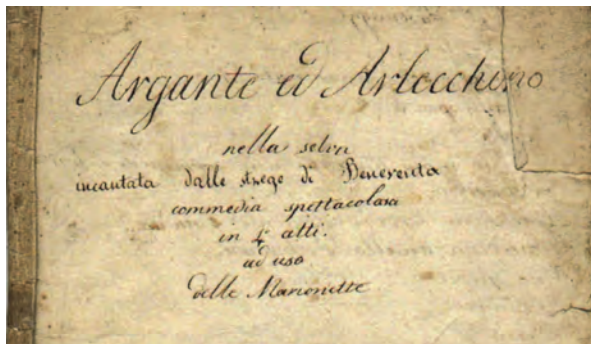 Argante ed Arlecchino
nella selva
incantata dalle streghe di Benevento
commedia spettacolosa
in 4 atti.
ad uso
delle Marionette